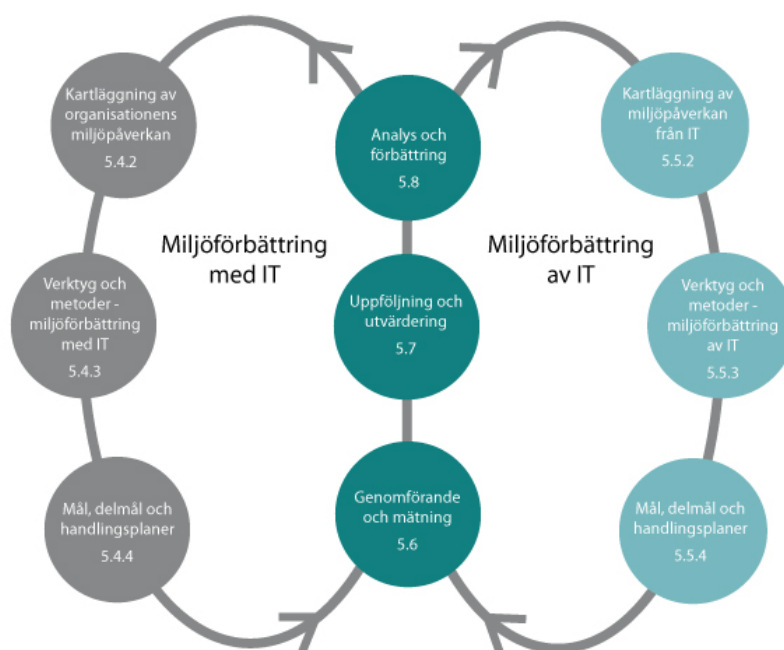 Kartläggning av
organisationens
miljöpåverkan
5.4.2
Verktyg och
metoder -
miljöförbättring
med IT
5.4.3
Mål, delmål och
handlingsplaner
5.4.4
Miljöförbättring
med IT
Analys och
förbättring
5.8
Uppföljning och
utvärdering
5.7
Genomförande
och mätning
5.6
Miljöförbättring
av IT
Kartläggning av
miljöpåverkan
från IT
5.5.2
Verktyg och
metoder -
miljöförbättring
av IT
5.5.3
Mål, delmål och
handlingsplaner
5.5.4